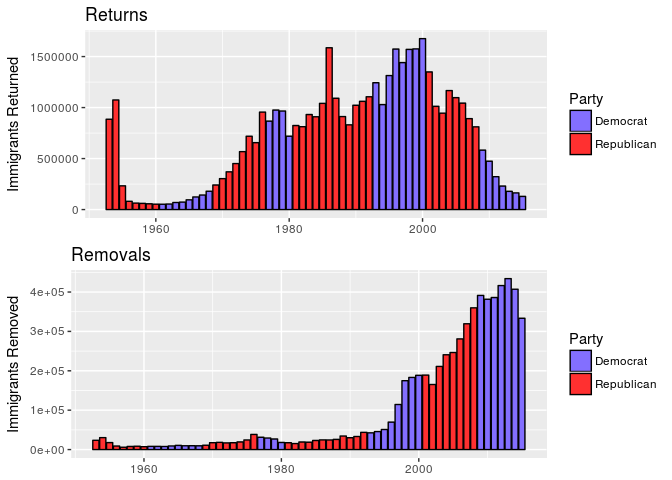 Returns
Immigrants Returned
1500000
1000000
500000
0
1960
1980
2000
Party
Democrat
Republican
Removals
Immigrants Removed
4e+05
3e+05
2e+05
1e+05
0e+00
1960
1980
2000
Party
Democrat
Republican